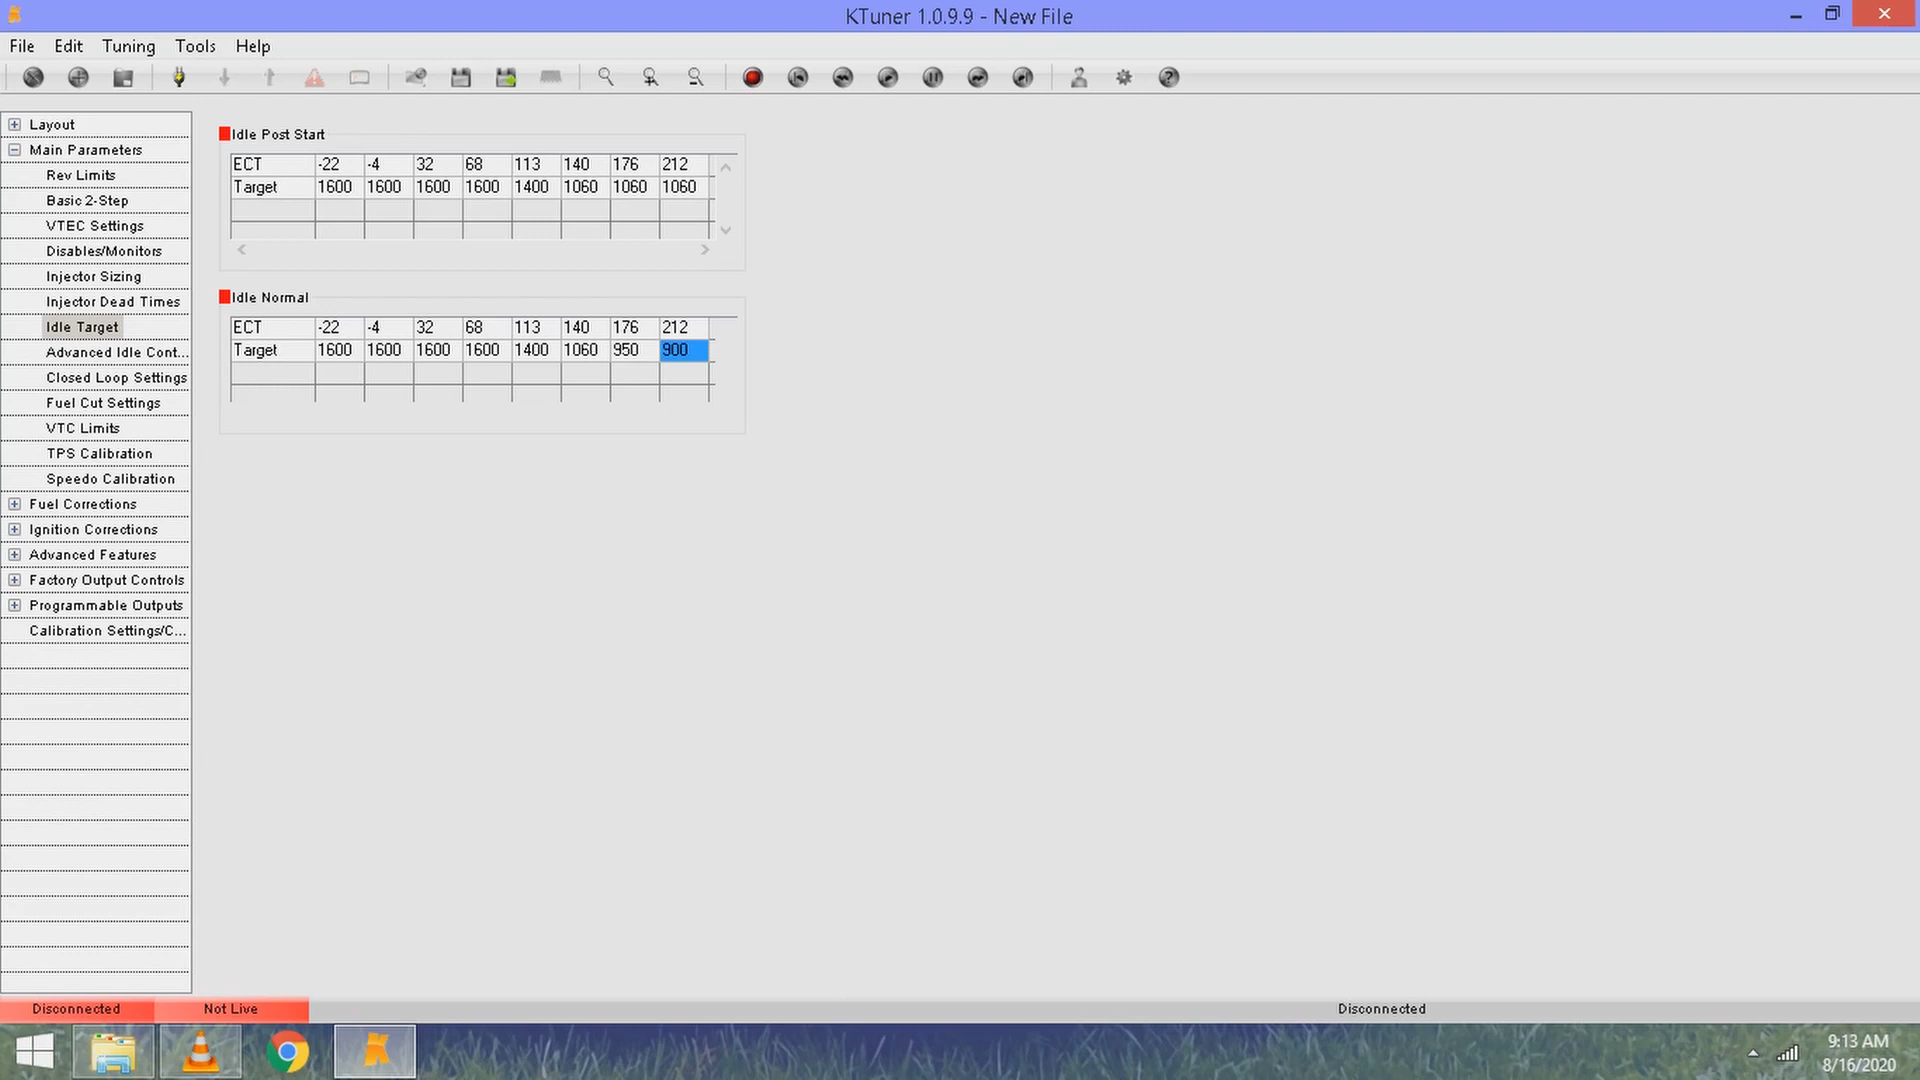 KTuner 1.0.9.9 - New File
File Edit Tuning Tools Help
Layout
Main Parameters
Rev Limits
Basic 2-Step
VTEC Settings
Disables/Monitors
Injector Sizing
Injector Dead Times
Idle Target
Advanced Idle Cont...
Closed Loop Settings
Fuel Cut Settings
VTC Limits
TPS Calibration
Speedo Calibration
Fuel Corrections
Ignition Corrections
Advanced Features
Factory Output Controls
Programmable Outputs
Calibration Settings/C...
Idle Post Start
ECT -22 -4 32 68 113 140 176 212
Target 1600 1600 1600 1600 1400 1060 1060 1060
Idle Normal
ECT -22 -4 32 68 113 140 176 212
Target 1600 1600 1600 1600 1400 1060 950 900
Disconnected Not Live Disconnected
9:13 AM
8/16/2020